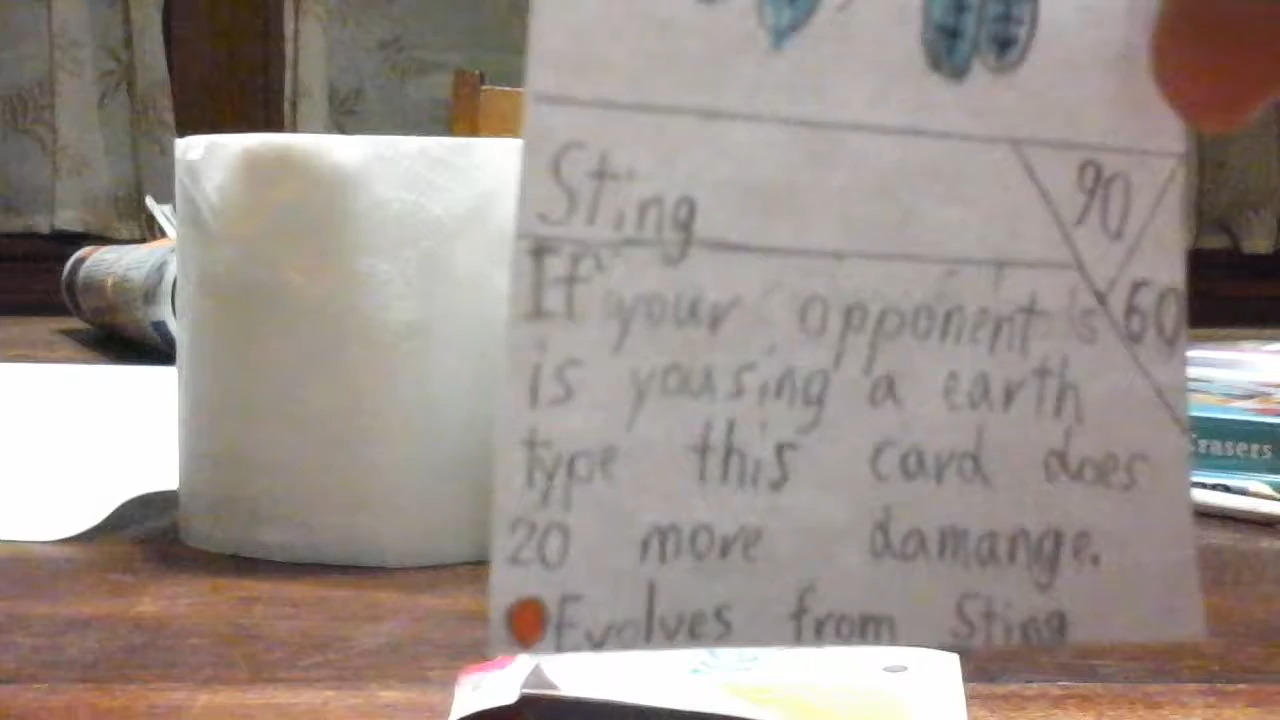 Sting
90
If your opponent's
60
is yousing a earth
type this card does
20 more damange.
Evolves from Sting
Erasers